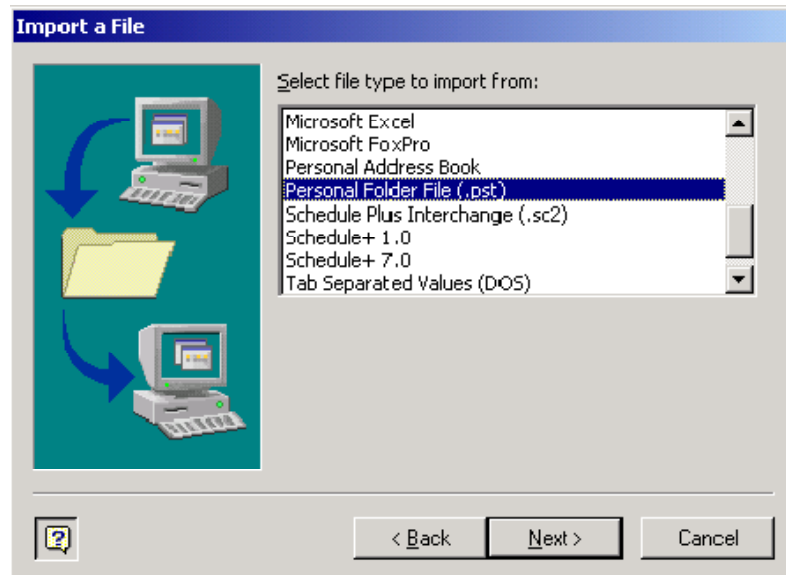 Import a File
Select file type to import from:
Microsoft Excel
Microsoft FoxPro
Personal Address Book
Personal Folder File (.pst)
Schedule Plus Interchange (.sc2)
Schedule+ 1.0
Schedule+ 7.0
Tab Separated Values (DOS)
?
< Back
Next >
Cancel